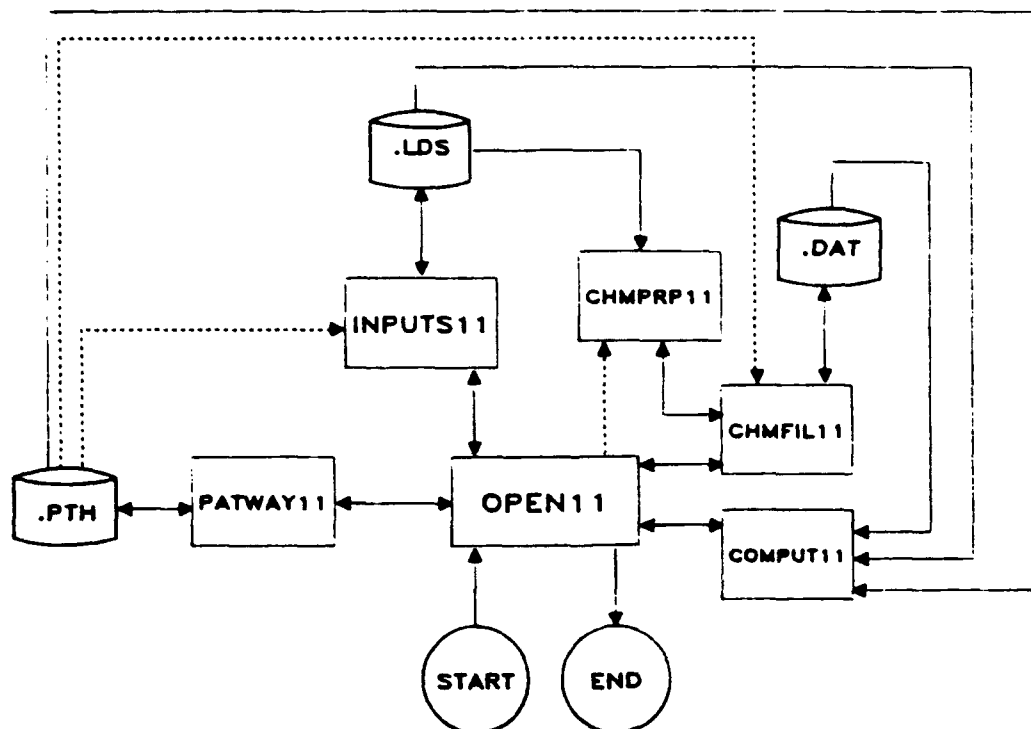 .LDS
.DAT
CHMPRP11
INPUTS11
CHMFIL11
.PTH
PATWAY11
OPEN11
COMPUT11
START
END